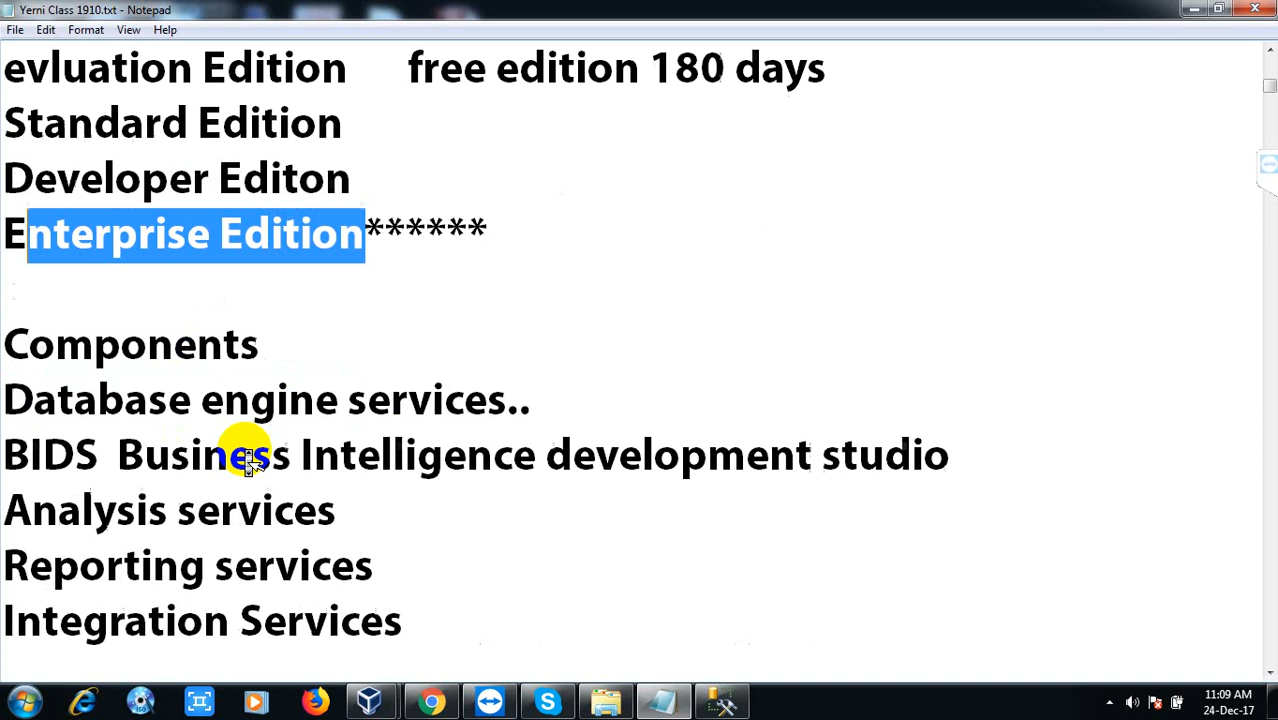 Yerni Class 1910.txt - Notepad
File Edit Format View Help
evluation Edition free edition 180 days
Standard Edition
Developer Editon
Enterprise Edition******
Components
Database engine services..
BIDS Business Intelligence development studio
Analysis services
Reporting services
Integration Services
11:09 AM
24-Dec-17